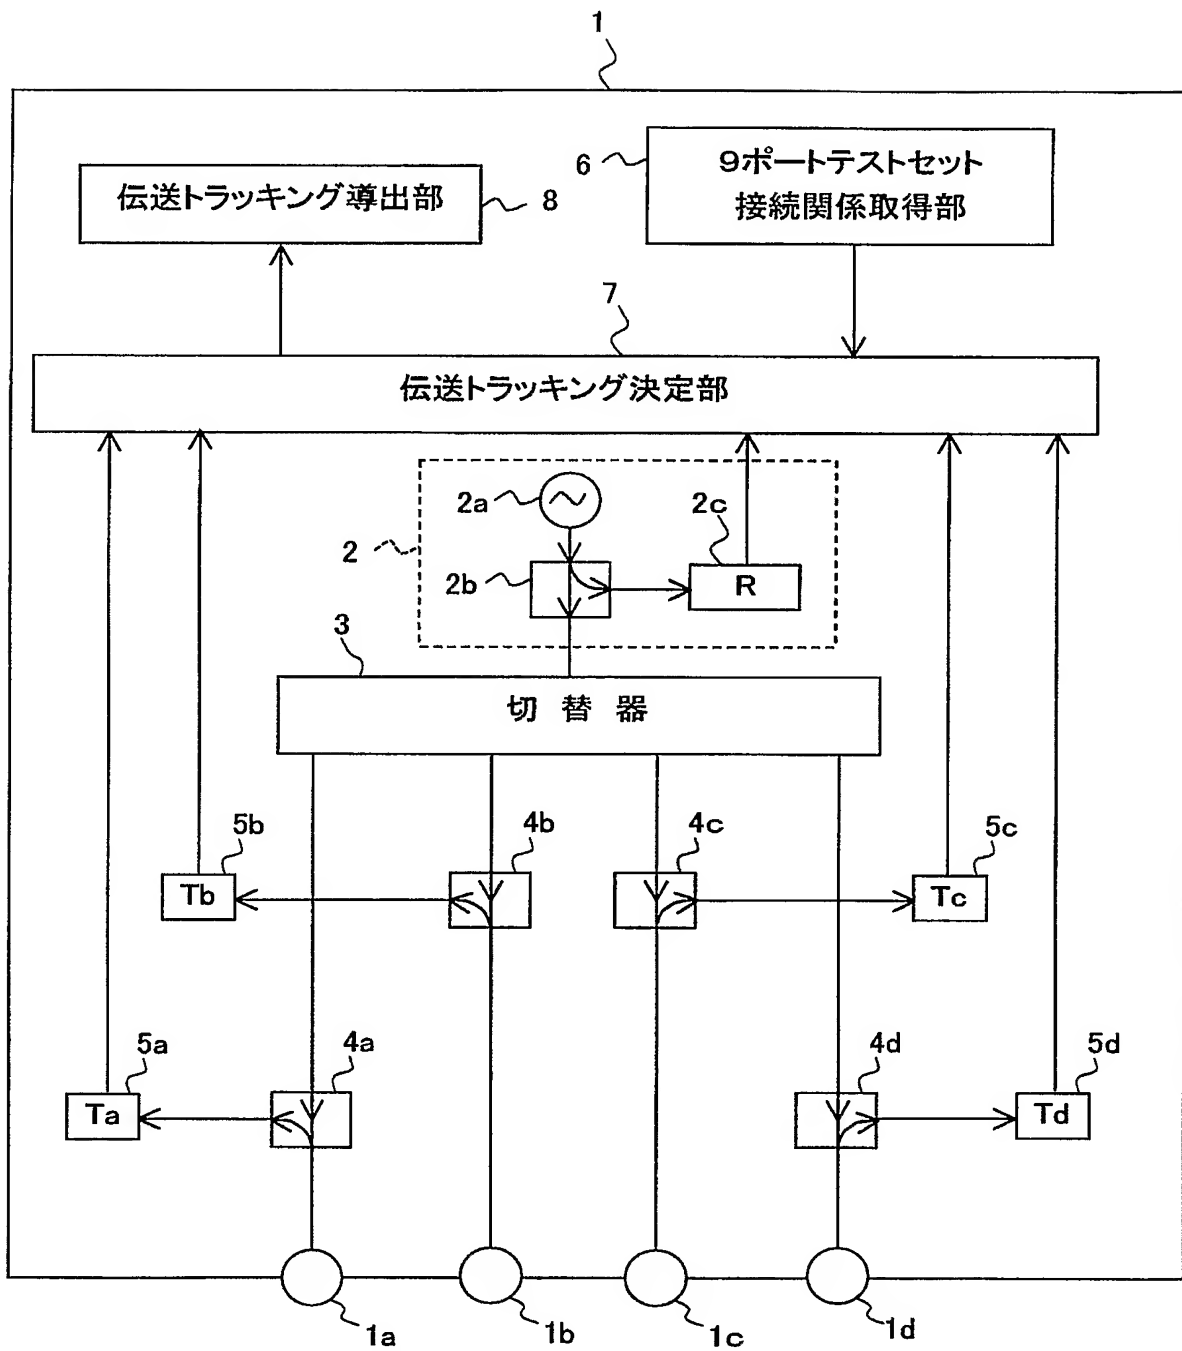 1
6
9ポートテストセット
接続関係取得部
伝送トラッキング導出部
8
7
伝送トラッキング決定部
2a
2c
2
2b
R
3
切替器
5b
4b
4c
5c
Tb
Tc
5a
4a
4d
5d
Ta
Td
1a
1b
1c
1d